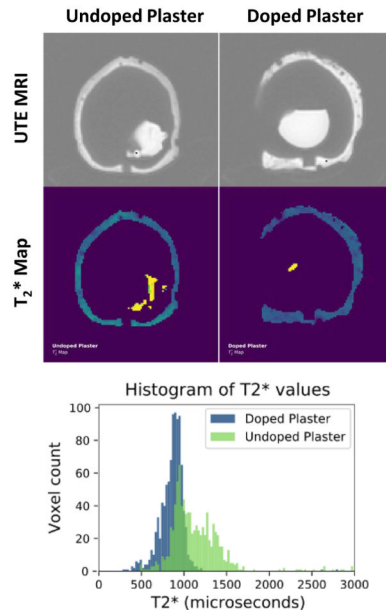 Undoped Plaster Doped Plaster
UTE MRI
T₂* Map
Undoped Plaster
T₂* Map
Doped Plaster
T₂* Map
Histogram of T2* values
Doped Plaster
Undoped Plaster
Voxel count
100
80
60
40
20
0
0 500 1000 1500 2000 2500 3000
T2* (microseconds)